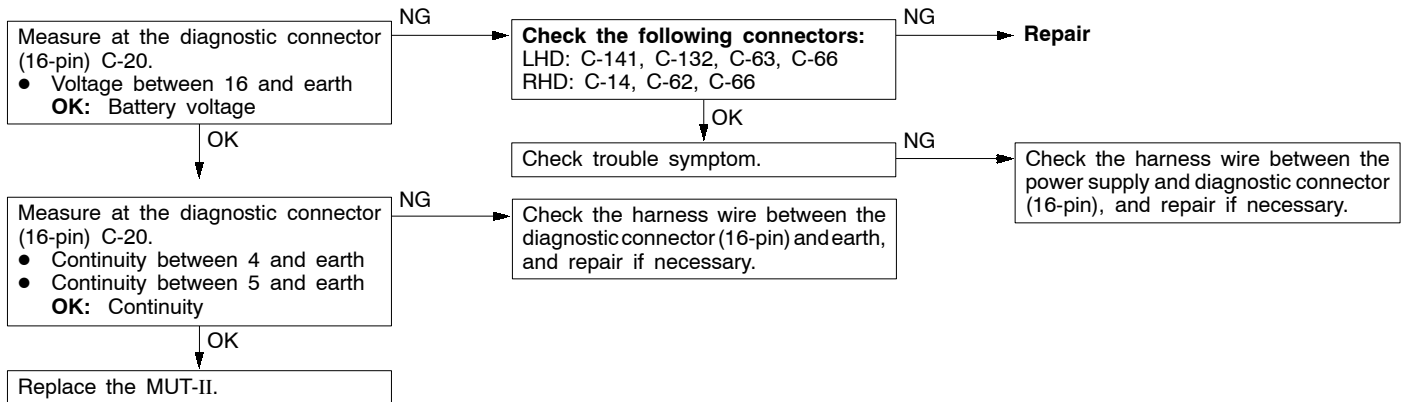 Measure at the diagnostic connector
(16-pin) C-20.
● Voltage between 16 and earth
OK: Battery voltage
NG
OK
Check the following connectors:
LHD: C-141, C-132, C-63, C-66
RHD: C-14, C-62, C-66
NG
Repair
OK
Check trouble symptom.
NG
Check the harness wire between the
power supply and diagnostic connector
(16-pin), and repair if necessary.
Measure at the diagnostic connector
(16-pin) C-20.
● Continuity between 4 and earth
● Continuity between 5 and earth
OK: Continuity
NG
Check the harness wire between the
diagnostic connector (16-pin) and earth,
and repair if necessary.
OK
Replace the MUT-II.